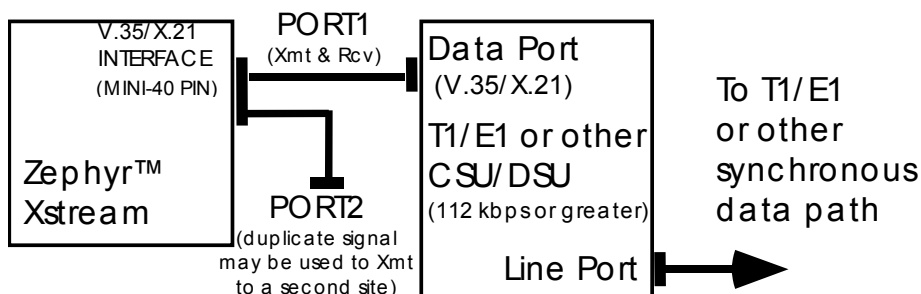 V.35/X.21
INTERFACE
(MINI-40 PIN)
Zephyr™
Xstream
PORT1
(Xmt & Rcv)
PORT2
(duplicate signal
may be used to Xmt
to a second site)
Data Port
(V.35/X.21)
T1/E1 or other
CSU/DSU
(112 kbps or greater)
Line Port
To T1/E1
or other
synchronous
data path